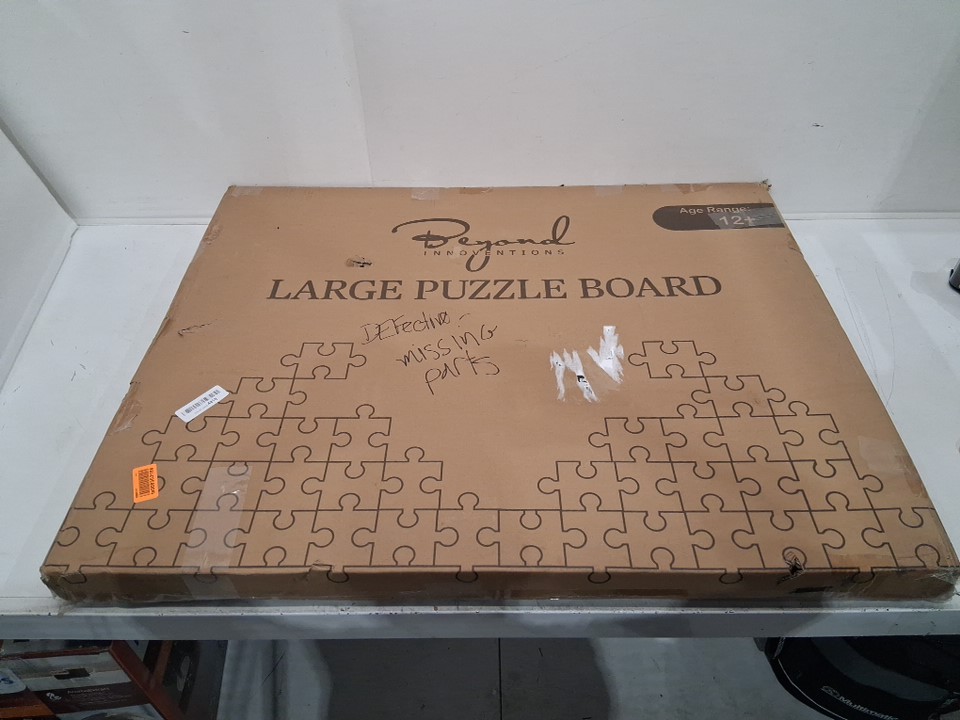 Age Range:
12+
Beyond
INNOVENTIONS
LARGE PUZZLE BOARD
DEFective -
missinG
parts